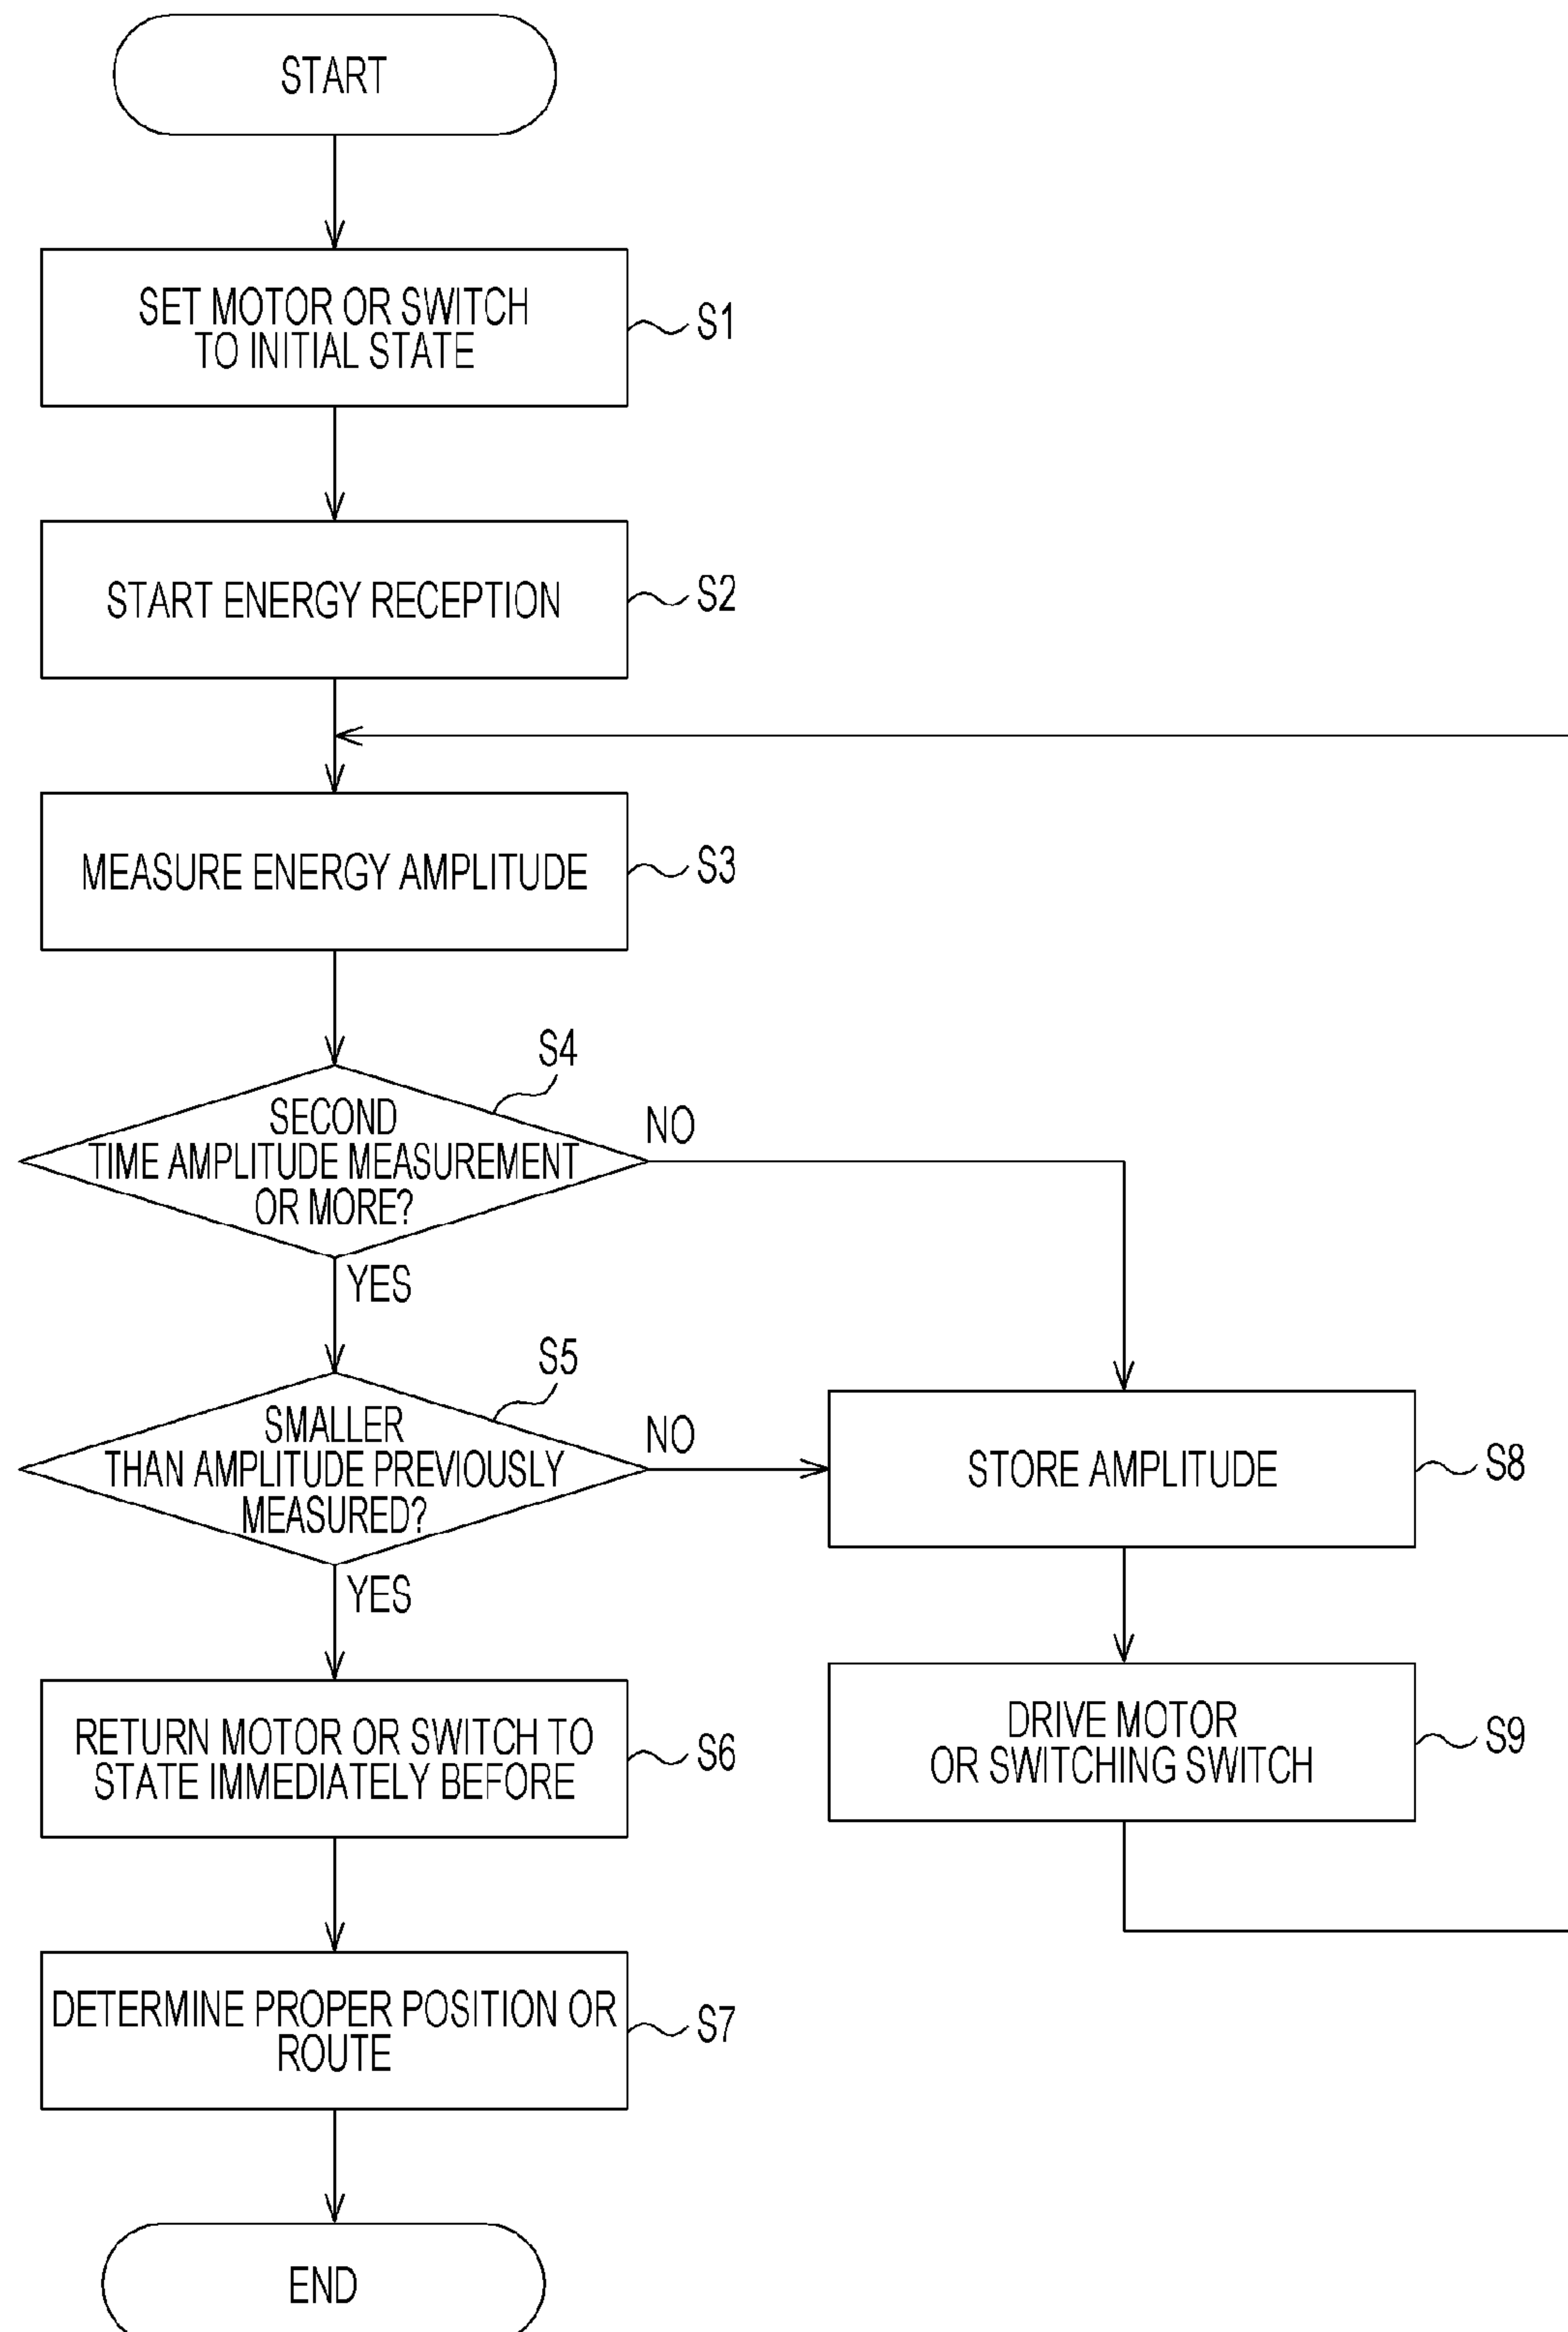 START
SET MOTOR OR SWITCH
TO INITIAL STATE
S1
START ENERGY RECEPTION
S2
MEASURE ENERGY AMPLITUDE
S3
S4
SECOND
TIME AMPLITUDE MEASUREMENT
OR MORE?
NO
YES
S5
SMALLER
THAN AMPLITUDE PREVIOUSLY
MEASURED?
NO
YES
STORE AMPLITUDE
S8
RETURN MOTOR OR SWITCH TO
STATE IMMEDIATELY BEFORE
S6
DRIVE MOTOR
OR SWITCHING SWITCH
S9
DETERMINE PROPER POSITION OR
ROUTE
S7
END